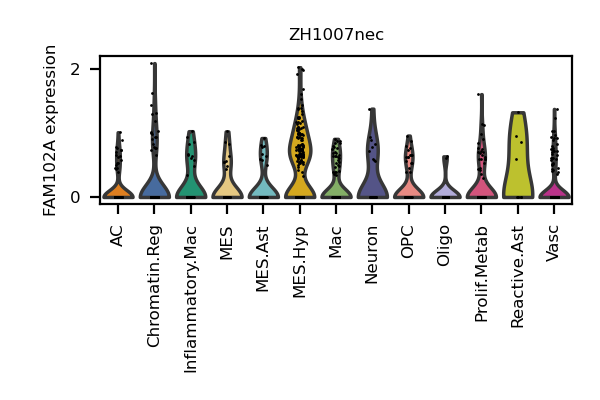 ZH1007nec
FAM102A expression
2
0
AC
Chromatin.Reg
Inflammatory.Mac
MES
MES.Ast
MES.Hyp
Mac
Neuron
OPC
Oligo
Prolif.Metab
Reactive.Ast
Vasc